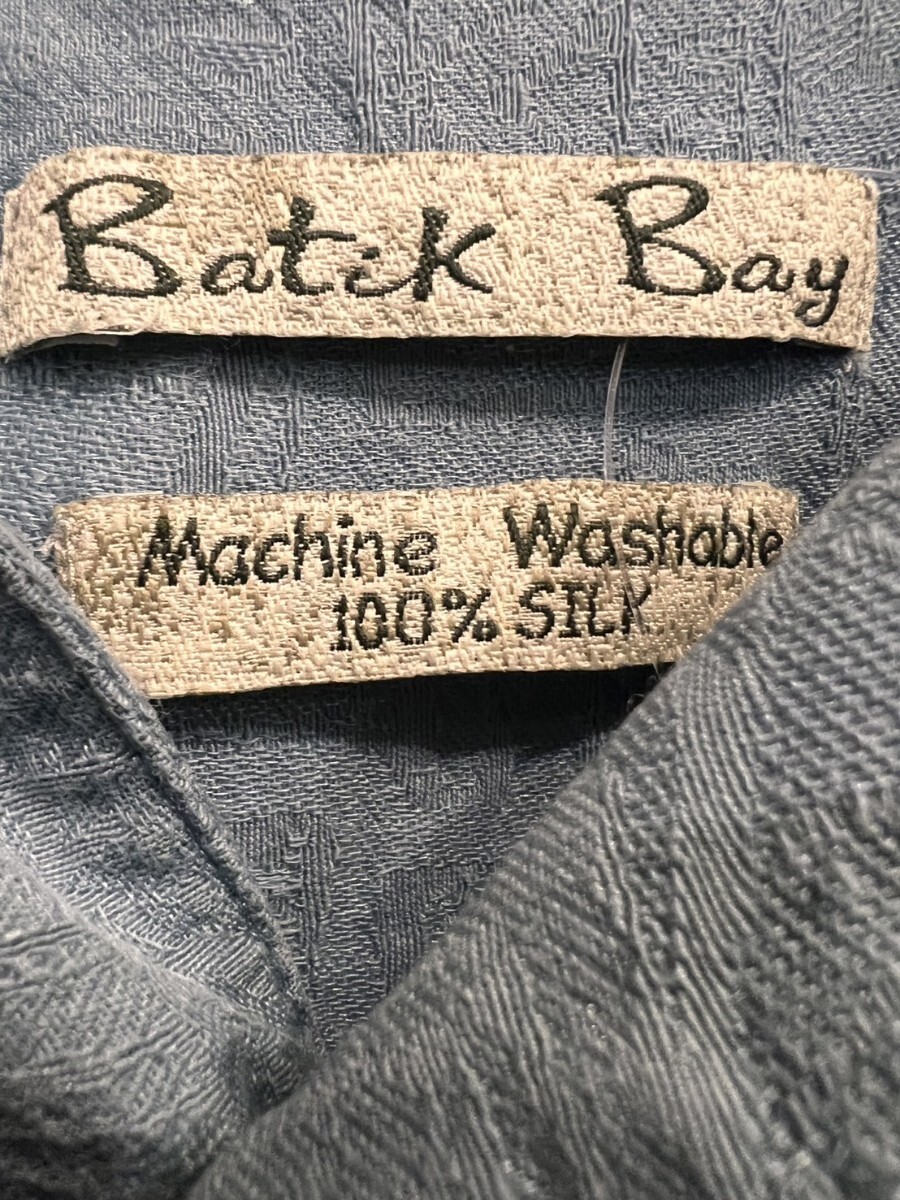 Batik Bay
Machine Washable
100% SILK